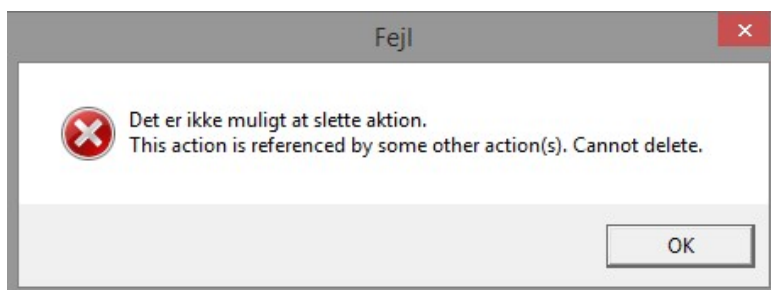 Fejl
Det er ikke muligt at slette aktion.
This action is referenced by some other action(s). Cannot delete.
OK